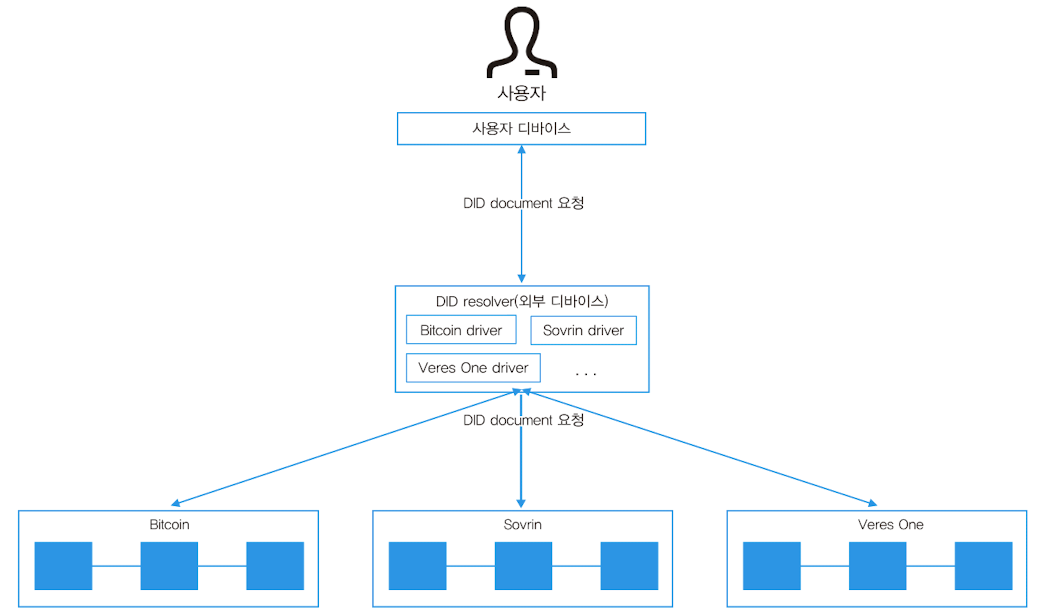 사용자
사용자 디바이스
DID document 요청
DID resolver(외부 디바이스)
Bitcoin driver
Sovrin driver
Veres One driver
...
DID document 요청
Bitcoin
Sovrin
Veres One